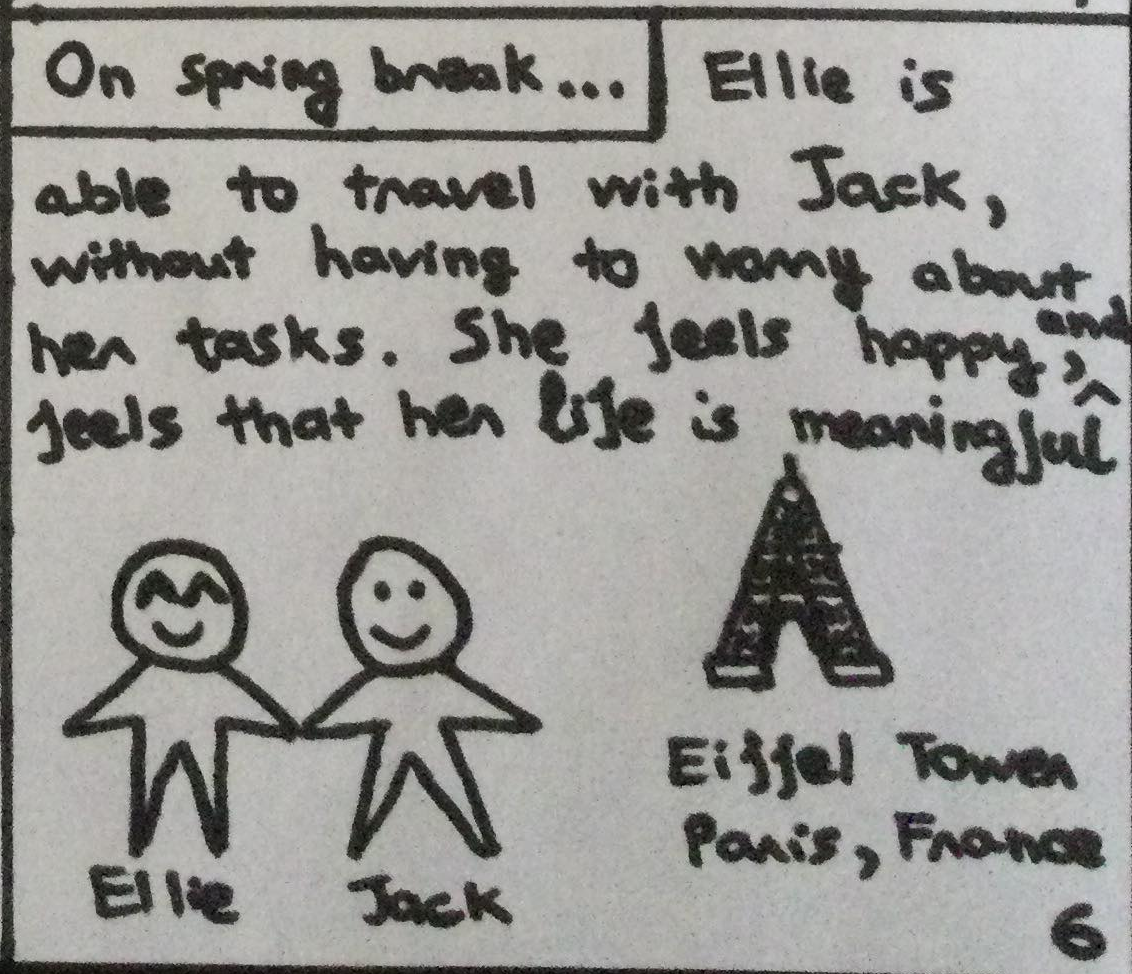 On spring break...
Ellie is
able to travel with Jack,
without having to worry about
her tasks. She feels happy, and
feels that her life is meaningful
Ellie
Jack
Eiffel Tower
Paris, France
6